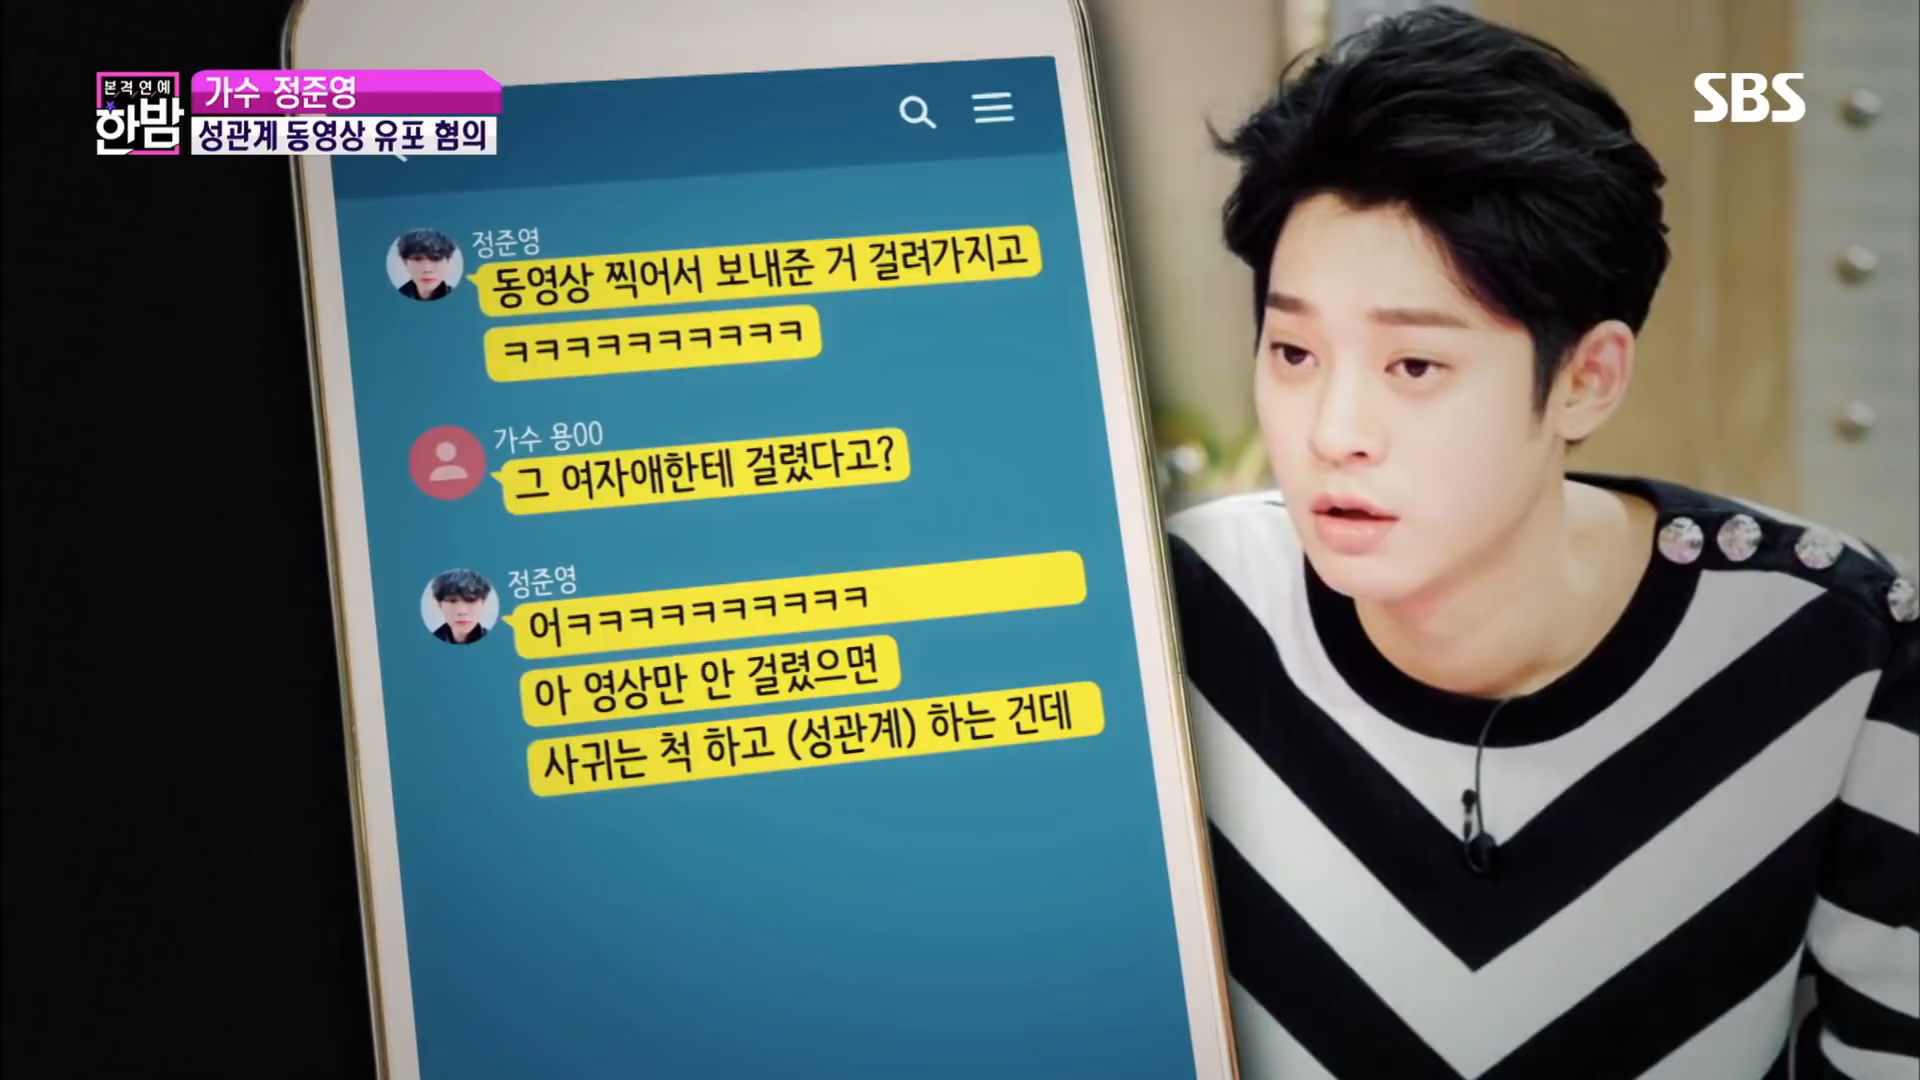 본격연예
한밤
가수 정준영
성관계 동영상 유포 혐의
SBS
정준영
동영상 찍어서 보내준 거 걸려가지고
ㅋㅋㅋㅋㅋㅋㅋㅋㅋㅋ
가수 용00
그 여자애한테 걸렸다고?
정준영
어ㅋㅋㅋㅋㅋㅋㅋㅋㅋㅋ
아 영상만 안 걸렸으면
사귀는 척 하고 (성관계) 하는 건데